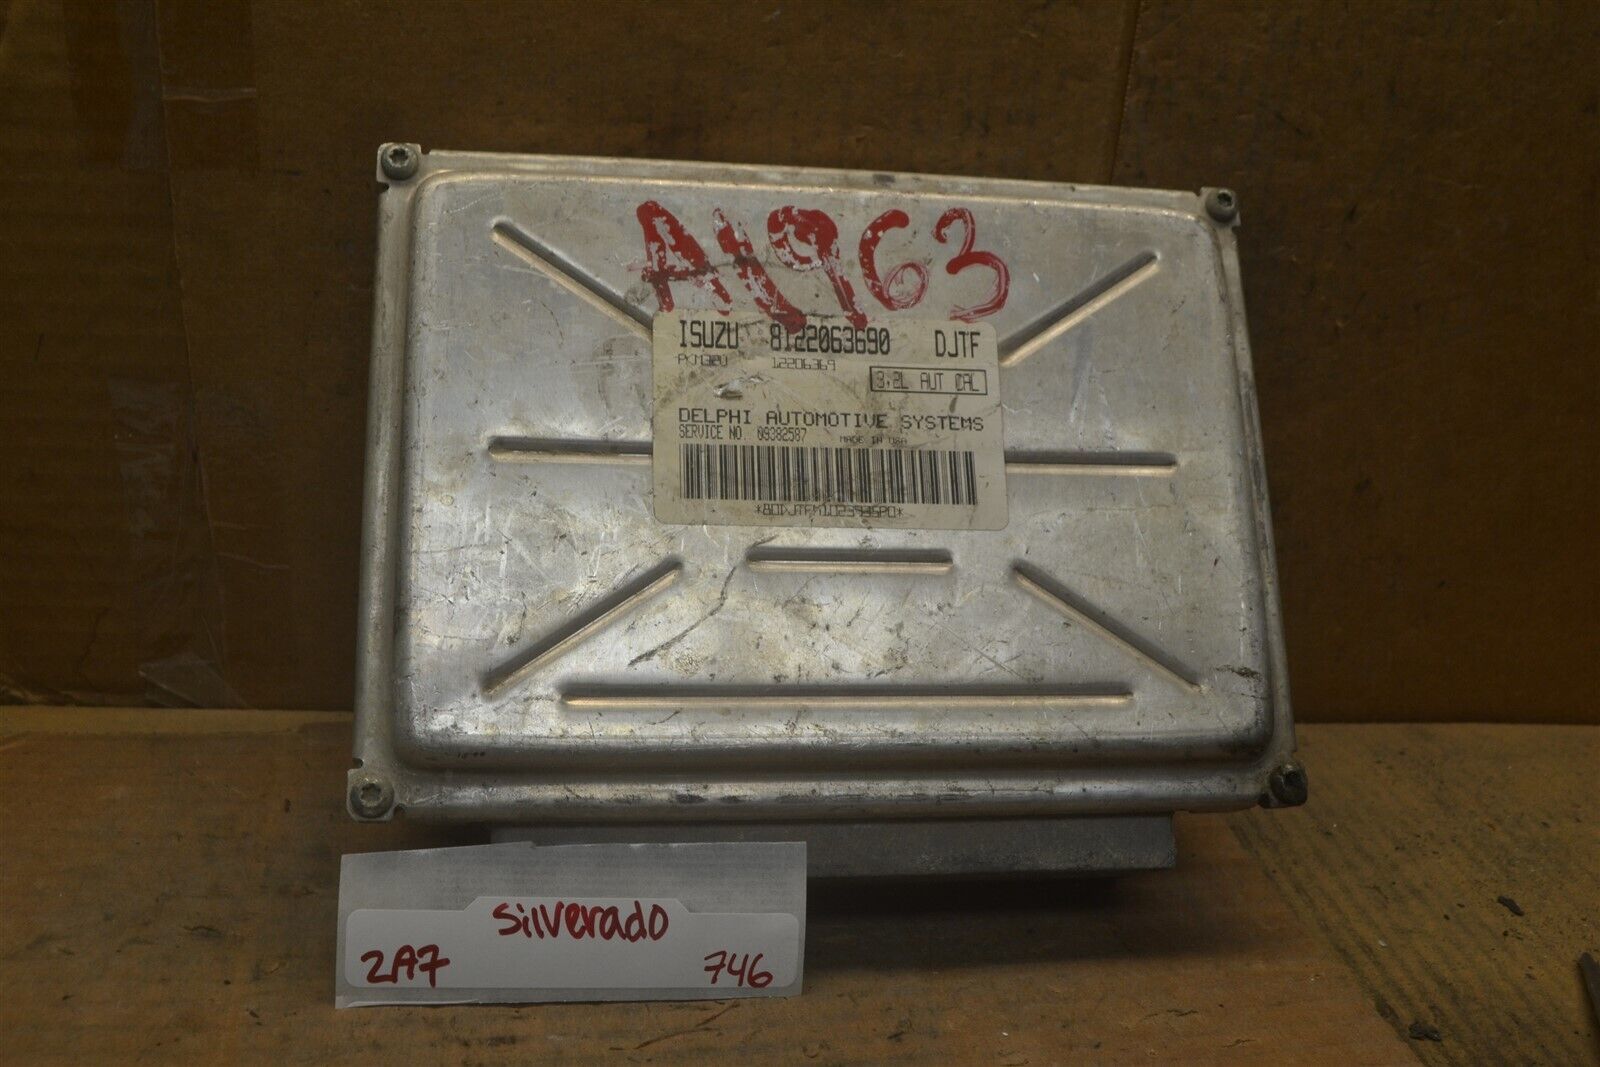 A1963
ISUZU 8122063690 DJTF
12206369
3.2L AUT CAL
DELPHI AUTOMOTIVE SYSTEMS
SERVICE NO. 09382587 MADE IN USA
silverado
2A7 746